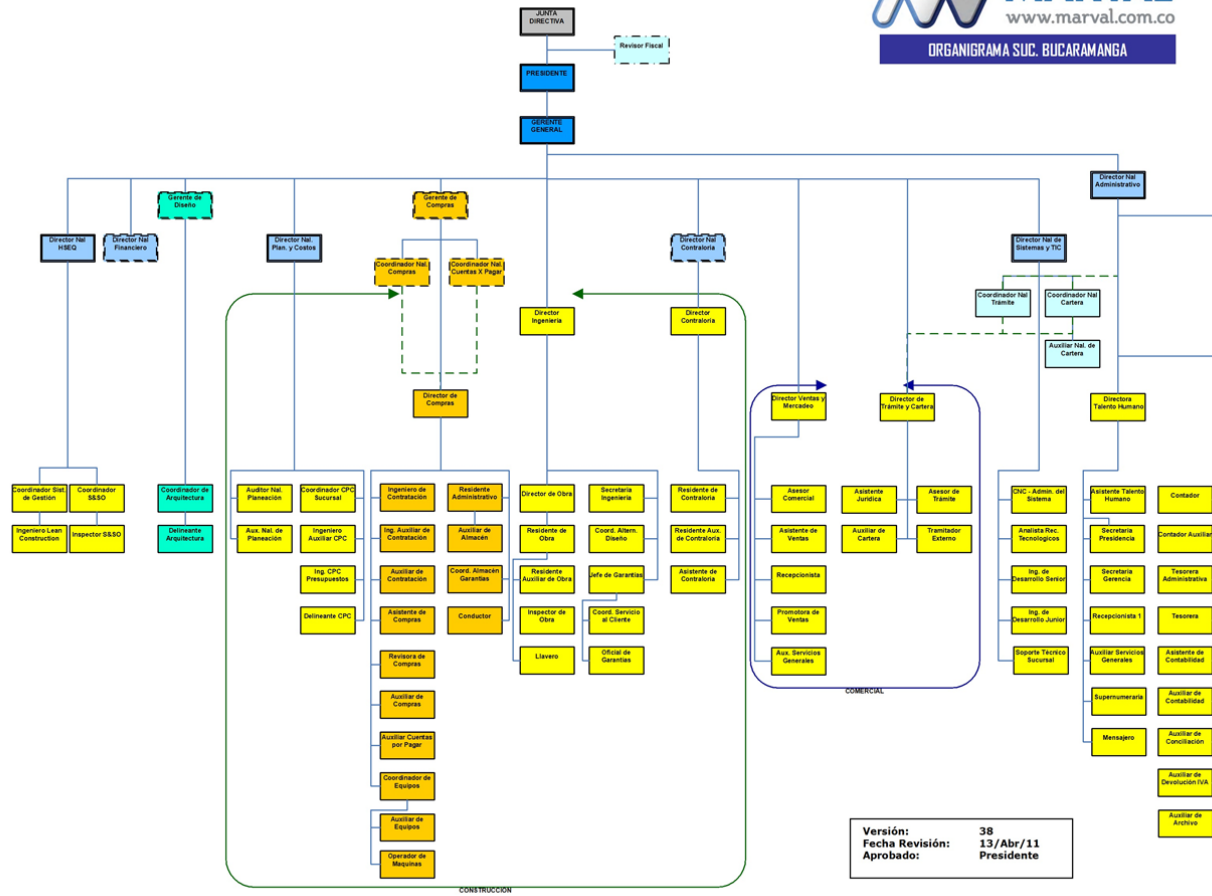 JUNTA
DIRECTIVA
www.marval.com.co
ORGANIGRAMA SUC. BUCARAMANGA
Revisor Fiscal
PRESIDENTE
GERENTE
GENERAL
Director Nal
Administrativo
Gerente de
Diseño
Gerente de
Compras
Director Nal
HSEQ
Director Nal
Financiero
Director Nal.
Plan. y Costos
Director Nal
Contraloria
Director Nal de
Sistemas y TIC
Coordinador Nal.
Compras
Coordinador Nal.
Cuentas X Pagar
Coordinador Nal
Trámite
Coordinador Nal
Cartera
Director
Ingenieria
Director
Contraloria
Auxiliar Nal. de
Cartera
Director de
Compras
Director Ventas y
Mercadeo
Director de
Trámite y Cartera
Directora
Talento Humano
Coordinador Sist.
de Gestión
Coordinador
S&SO
Coordinador de
Arquitectura
Auditor Nal.
Planeación
Coordinador CPC
Sucursal
Ingeniero de
Contratación
Residente
Administrativo
Director de Obra
Secretaria
Ingenieria
Residente de
Contraloria
Asesor
Comercial
Asistente
Juridica
Asesor de
Trámite
CNC - Admin. del
Sistema
Asistente Talento
Humano
Contador
Ingeniero Lean
Construction
Inspector S&SO
Delineante
Arquitectura
Aux. Nal. de
Planeación
Ingeniero
Auxiliar CPC
Ing. Auxiliar de
Contratación
Auxiliar de
Almacén
Residente de
Obra
Coord. Altern.
Diseño
Residente Aux.
de Contraloria
Asistente de
Ventas
Auxiliar de
Cartera
Tramitador
Externo
Analista Rec.
Tecnologicos
Secretaria
Presidencia
Contador Auxiliar
Ing. CPC
Presupuestos
Auxiliar de
Contratación
Coord. Almacén
Garantias
Residente
Auxiliar de Obra
Jefe de Garantias
Asistente de
Contraloria
Recepcionista
Ing. de
Desarrollo Senior
Secretaria
Gerencia
Tesorera
Administrativa
Delineante CPC
Asistente de
Compras
Conductor
Inspector de
Obra
Coord. Servicio
al Cliente
Promotora de
Ventas
Ing. de
Desarrollo Junior
Recepcionista 1
Tesorera
Revisora de
Compras
Llavero
Oficial de
Garantias
Aux. Servicios
Generales
Soporte Técnico
Sucursal
Auxiliar Servicios
Generales
Asistente de
Contabilidad
COMERCIAL
Auxiliar de
Compras
Supernumeraria
Auxiliar de
Contabilidad
Auxiliar Cuentas
por Pagar
Mensajero
Auxiliar de
Conciliación
Coordinador de
Equipos
Auxiliar de
Devolución IVA
Auxiliar de
Equipos
Auxiliar de
Archivo
Operador de
Maquinas
Versión: 38
Fecha Revisión: 13/Abr/11
Aprobado: Presidente
CONSTRUCCION